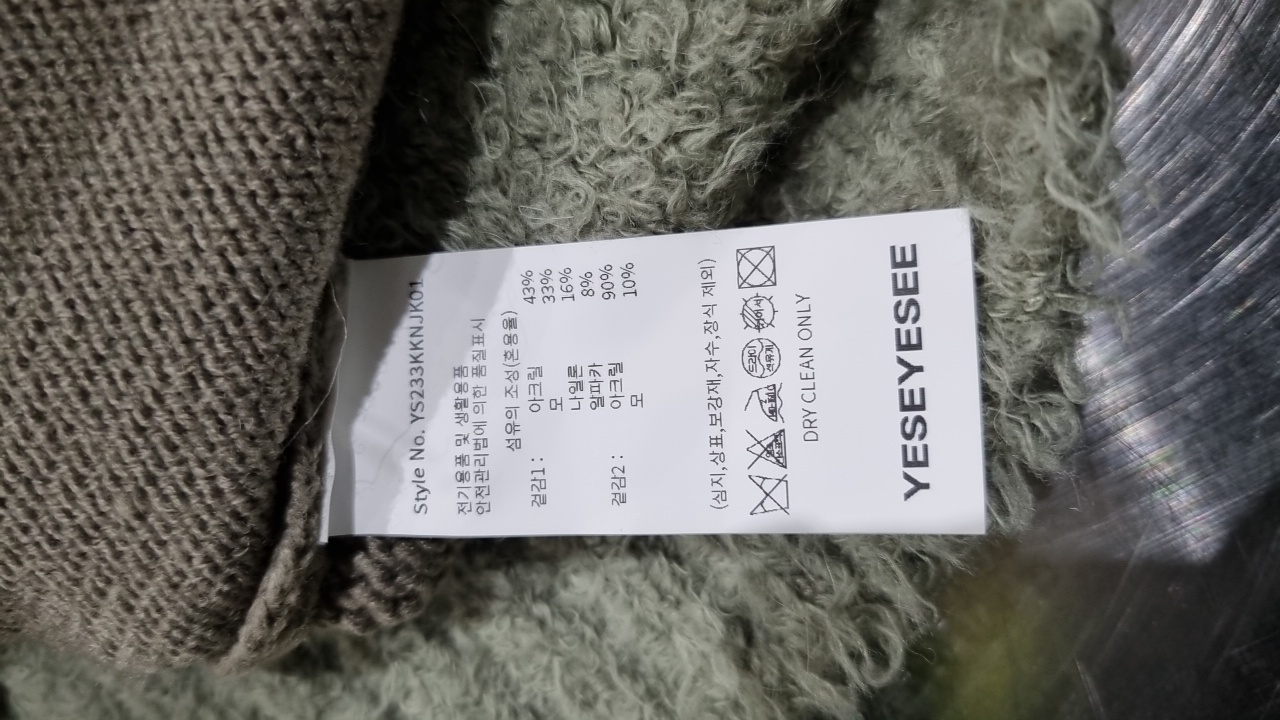 Style No. YS233KKNJK01
전기용품 및 생활용품
안전관리법에 의한 품질표시
섬유의 조성(혼용율)
겉감1 : 아크릴 43%
모 33%
나일론 16%
알파카 8%
겉감2 : 아크릴 90%
모 10%
(심지,상표,보강재,자수,장식 제외)
드라이
석유계
DRY CLEAN ONLY
YESEYESEE